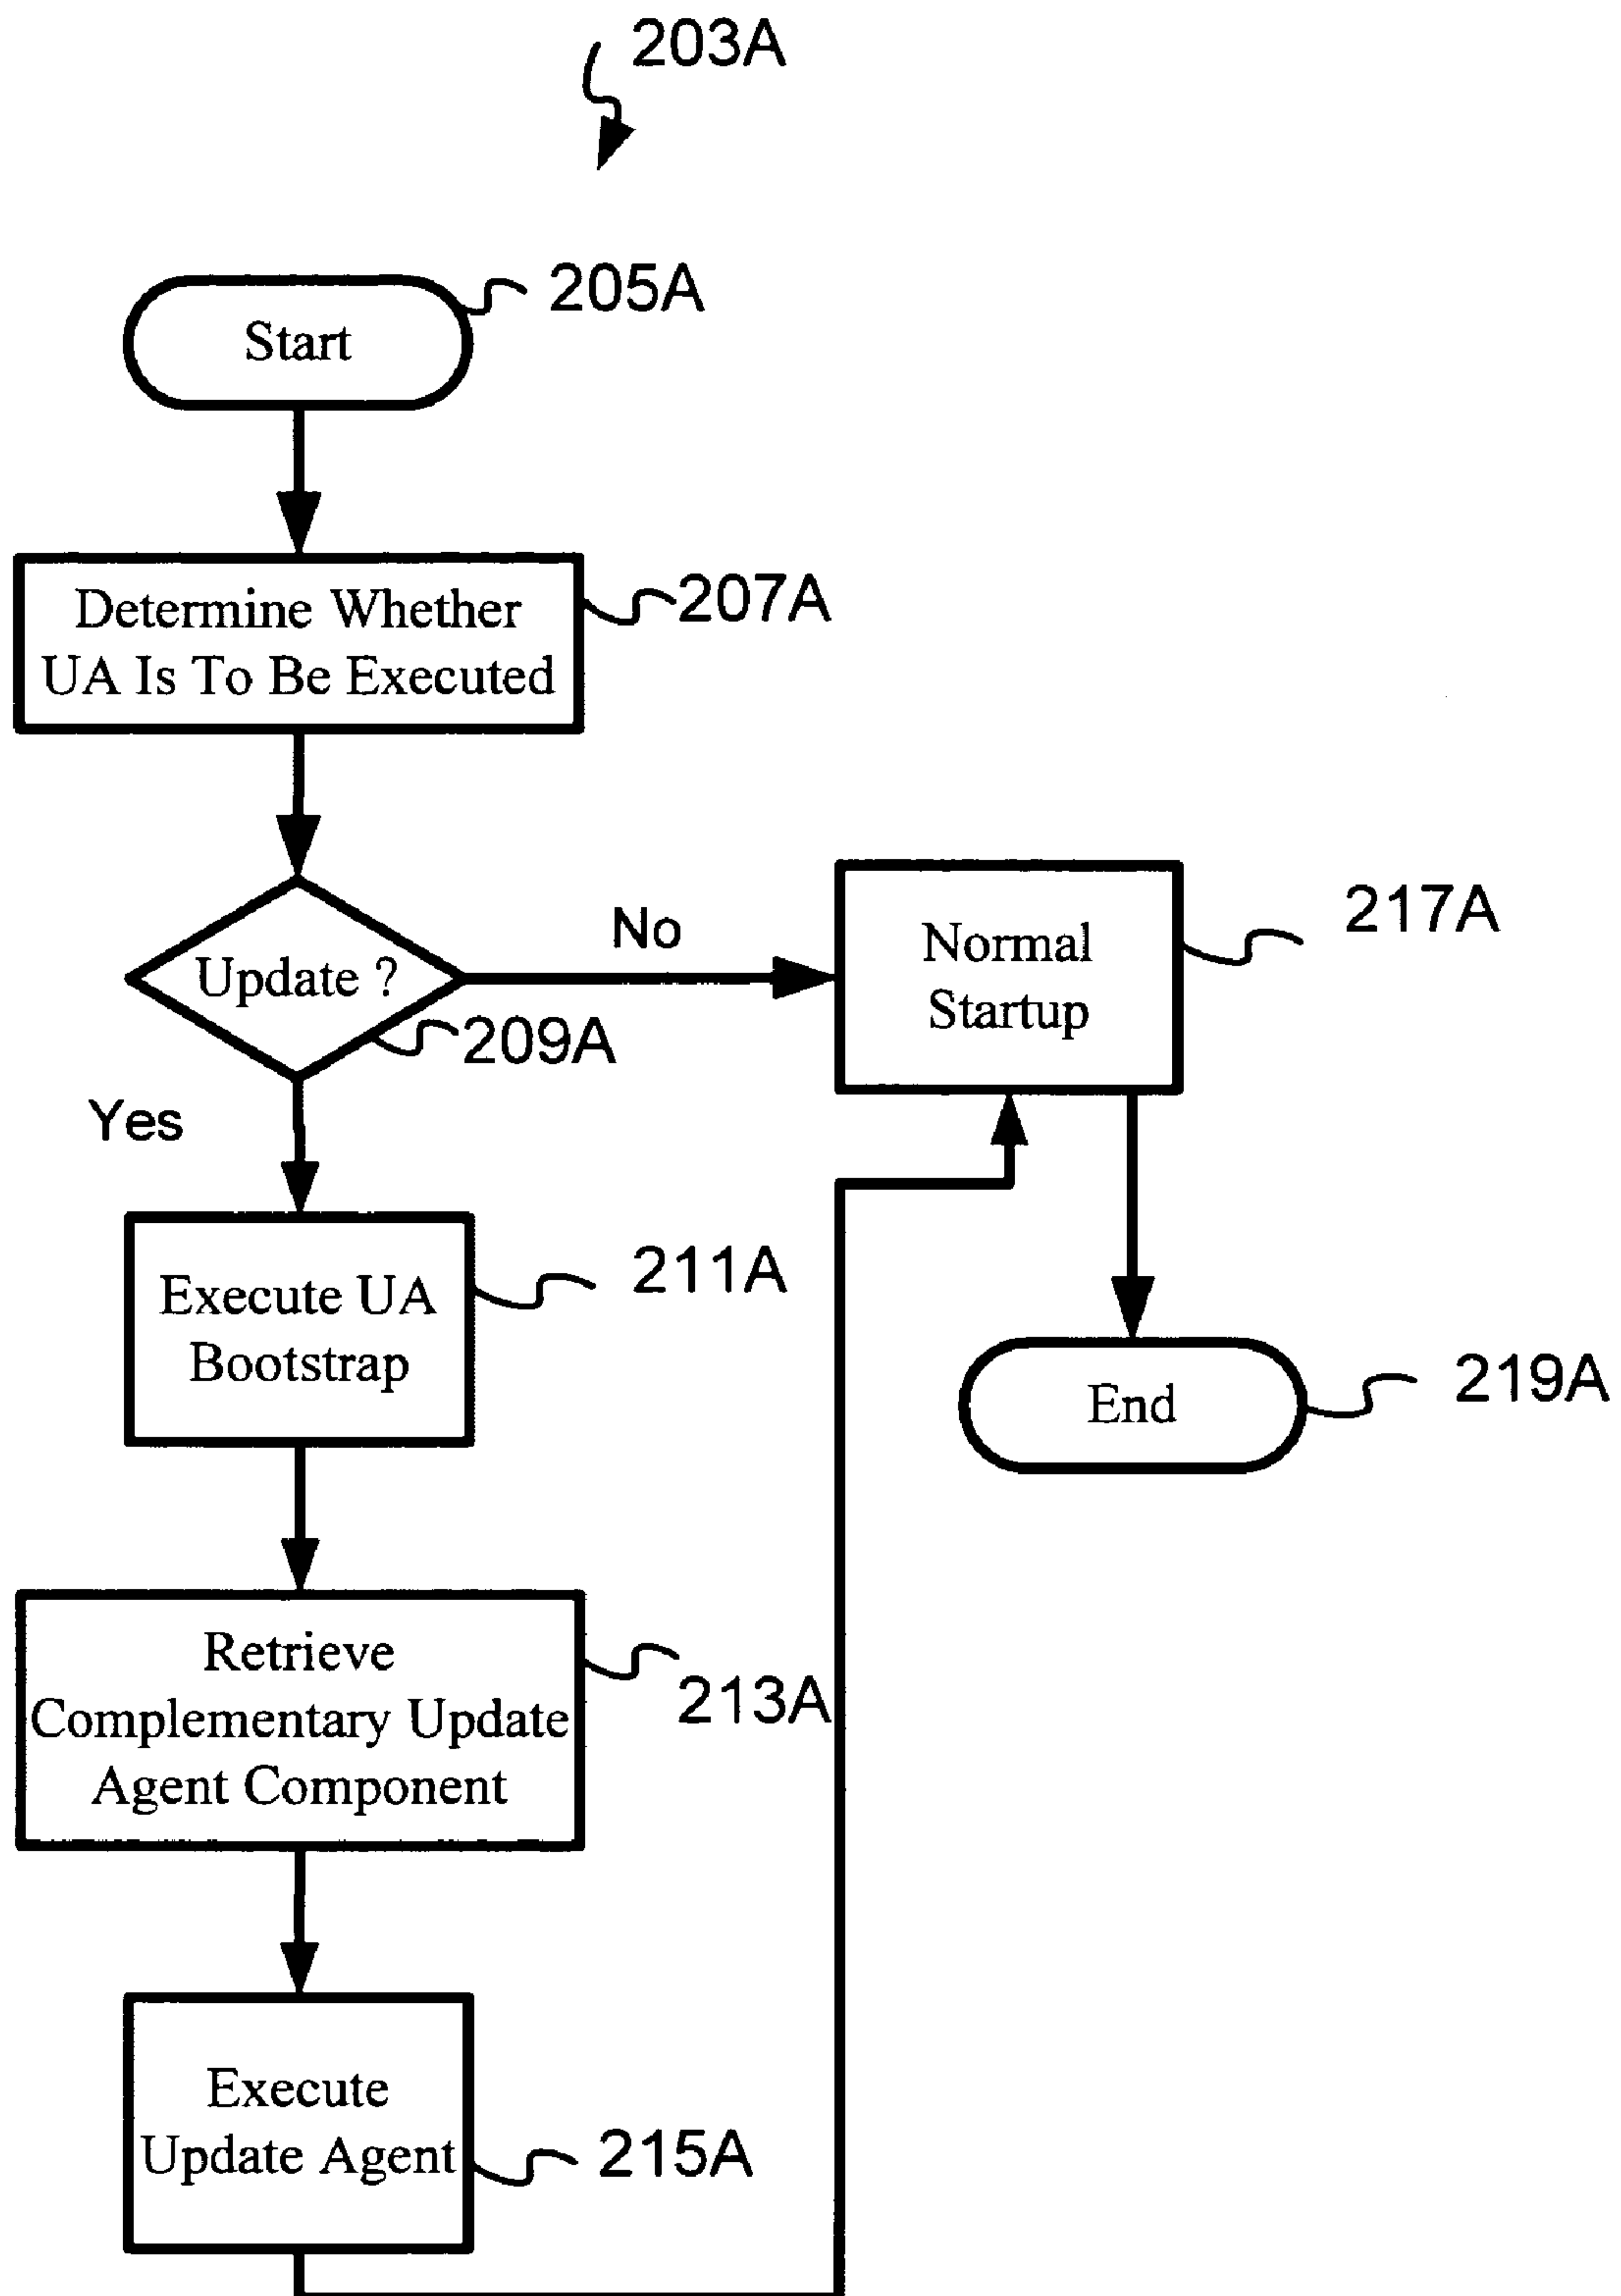 203A
205A
Start
Determine Whether
UA Is To Be Executed
207A
Update ?
209A
No
Yes
Normal
Startup
217A
Execute UA
Bootstrap
211A
End
219A
Retrieve
Complementary Update
Agent Component
213A
Execute
Update Agent
215A